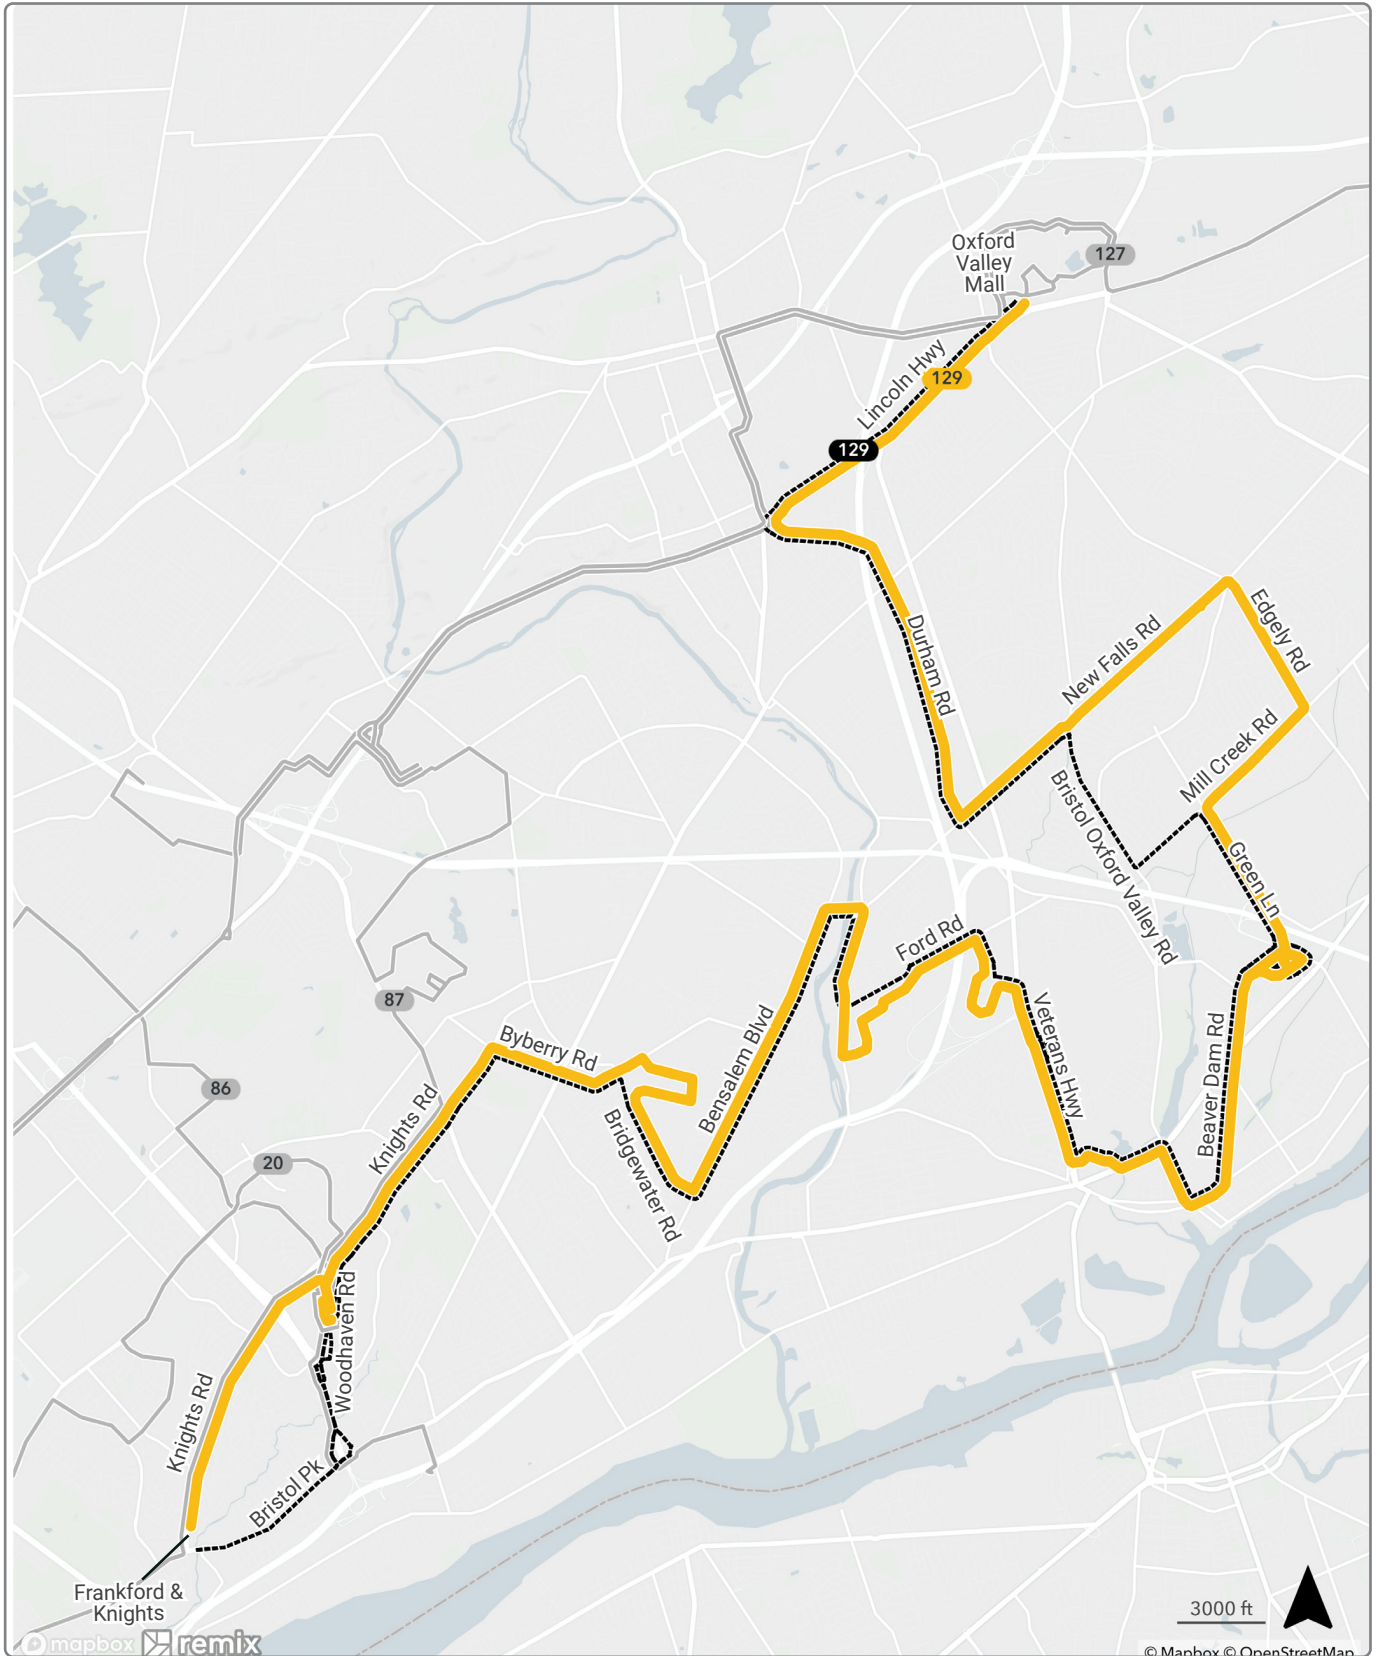 Oxford
Valley
Mall
127
Lincoln Hwy
129
129
Durham Rd
New Falls Rd
Edgely Rd
Mill Creek Rd
Bristol Oxford Valley Rd
Green Ln
Ford Rd
87
Veterans Hwy
Beaver Dam Rd
Bensalem Blvd
Byberry Rd
Bridgewater Rd
86
Knights Rd
20
Woodhaven Rd
Knights Rd
Bristol Pk
Frankford &
Knights
3000 ft
mapbox remix
© Mapbox © OpenStreetMap